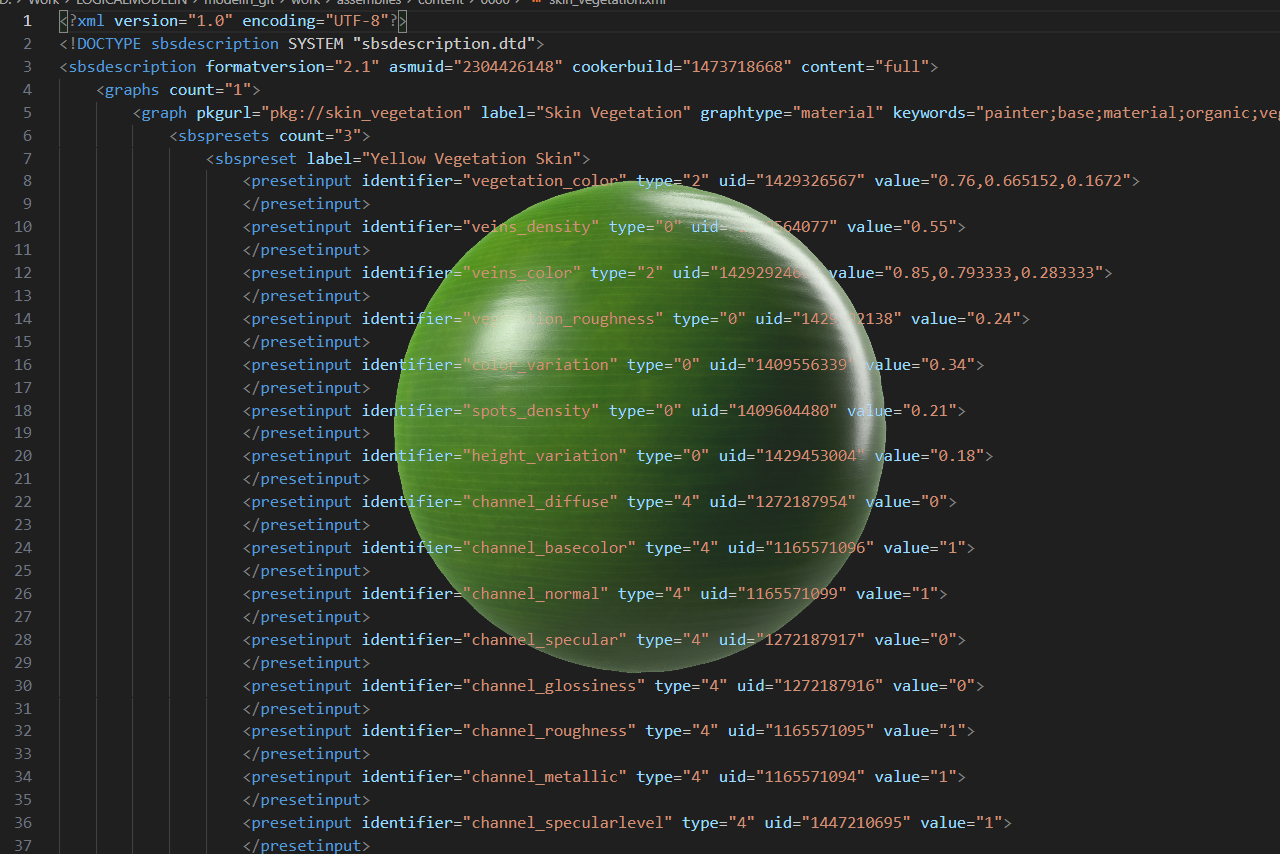 D: > Work > LOGICALMODELIN > modelin_git > work > assemblies > content > 0000 > skin_vegetation.xml
1 <?xml version="1.0" encoding="UTF-8"?>
2 <!DOCTYPE sbsdescription SYSTEM "sbsdescription.dtd">
3 <sbsdescription formatversion="2.1" asmuid="2304426148" cookerbuild="1473718668" content="full">
4 <graphs count="1">
5 <graph pkgurl="pkg://skin_vegetation" label="Skin Vegetation" graphtype="material" keywords="painter;base;material;organic;veg
6 <sbspresets count="3">
7 <sbspreset label="Yellow Vegetation Skin">
8 <presetinput identifier="vegetation_color" type="2" uid="1429326567" value="0.76,0.665152,0.1672">
9 </presetinput>
10 <presetinput identifier="veins_density" type="0" uid= 564077" value="0.55">
11 </presetinput>
12 <presetinput identifier="veins_color" type="2" uid="142929246 value="0.85,0.793333,0.283333">
13 </presetinput>
14 <presetinput identifier="vegetation_roughness" type="0" uid="1429 2138" value="0.24">
15 </presetinput>
16 <presetinput identifier="color_variation" type="0" uid="1409556339" value="0.34">
17 </presetinput>
18 <presetinput identifier="spots_density" type="0" uid="1409604480" value="0.21">
19 </presetinput>
20 <presetinput identifier="height_variation" type="0" uid="1429453004" value="0.18">
21 </presetinput>
22 <presetinput identifier="channel_diffuse" type="4" uid="1272187954" value="0">
23 </presetinput>
24 <presetinput identifier="channel_basecolor" type="4" uid="1165571096" value="1">
25 </presetinput>
26 <presetinput identifier="channel_normal" type="4" uid="1165571099" value="1">
27 </presetinput>
28 <presetinput identifier="channel_specular" type="4" uid="1272187917" value="0">
29 </presetinput>
30 <presetinput identifier="channel_glossiness" type="4" uid="1272187916" value="0">
31 </presetinput>
32 <presetinput identifier="channel_roughness" type="4" uid="1165571095" value="1">
33 </presetinput>
34 <presetinput identifier="channel_metallic" type="4" uid="1165571094" value="1">
35 </presetinput>
36 <presetinput identifier="channel_specularlevel" type="4" uid="1447210695" value="1">
37 </presetinput>